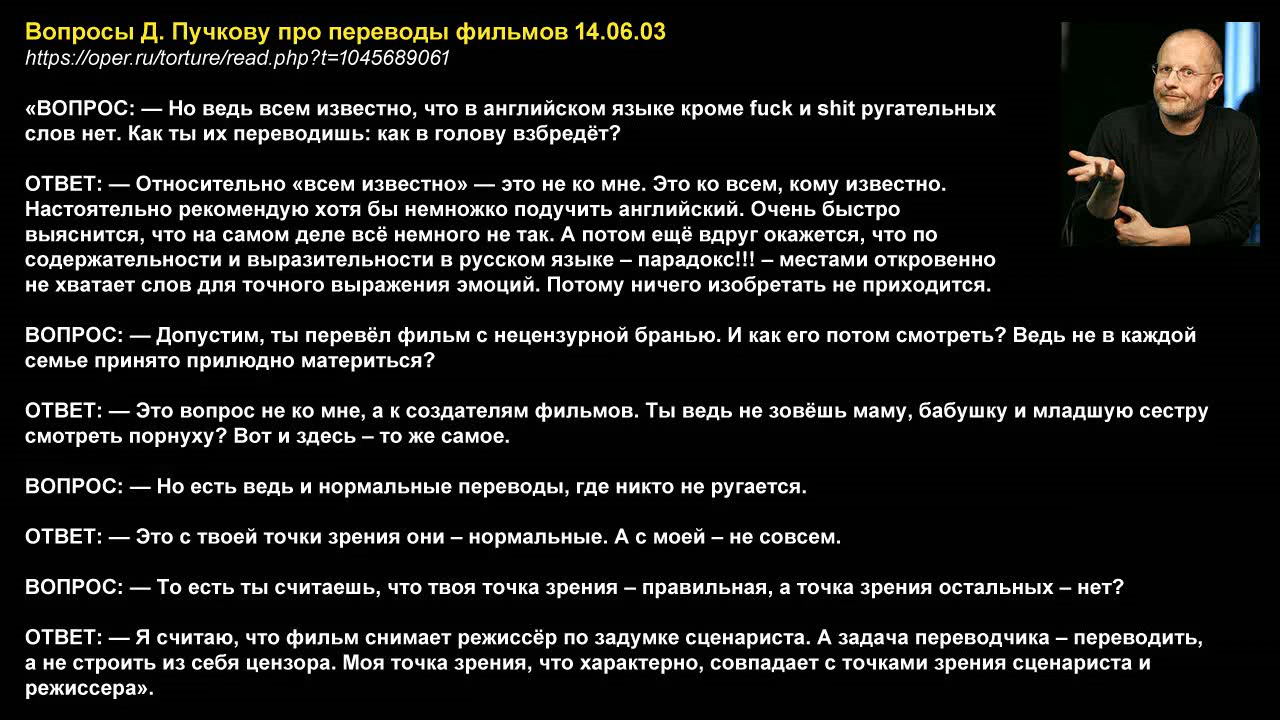 Вопросы Д. Пучкову про переводы фильмов 14.06.03
https://oper.ru/torture/read.php?t=1045689061
«ВОПРОС: — Но ведь всем известно, что в английском языке кроме fuck и shit ругательных
слов нет. Как ты их переводишь: как в голову взбредёт?
ОТВЕТ: — Относительно «всем известно» — это не ко мне. Это ко всем, кому известно.
Настоятельно рекомендую хотя бы немножко подучить английский. Очень быстро
выяснится, что на самом деле всё немного не так. А потом ещё вдруг окажется, что по
содержательности и выразительности в русском языке – парадокс!!! – местами откровенно
не хватает слов для точного выражения эмоций. Потому ничего изобретать не приходится.
ВОПРОС: — Допустим, ты перевёл фильм с нецензурной бранью. И как его потом смотреть? Ведь не в каждой
семье принято прилюдно материться?
ОТВЕТ: — Это вопрос не ко мне, а к создателям фильмов. Ты ведь не зовёшь маму, бабушку и младшую сестру
смотреть порнуху? Вот и здесь – то же самое.
ВОПРОС: — Но есть ведь и нормальные переводы, где никто не ругается.
ОТВЕТ: — Это с твоей точки зрения они – нормальные. А с моей – не совсем.
ВОПРОС: — То есть ты считаешь, что твоя точка зрения – правильная, а точка зрения остальных – нет?
ОТВЕТ: — Я считаю, что фильм снимает режиссёр по задумке сценариста. А задача переводчика – переводить,
а не строить из себя цензора. Моя точка зрения, что характерно, совпадает с точками зрения сценариста и
режиссера».